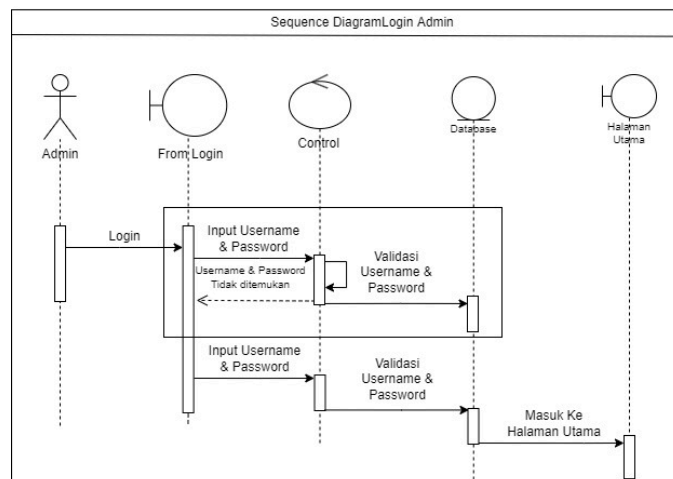 Sequence DiagramLogin Admin
Admin
From Login
Control
Database
Halaman
Utama
Login
Input Username
& Password
Username & Password
Tidak ditemukan
Validasi
Username &
Password
Input Username
& Password
Validasi
Username &
Password
Masuk Ke
Halaman Utama